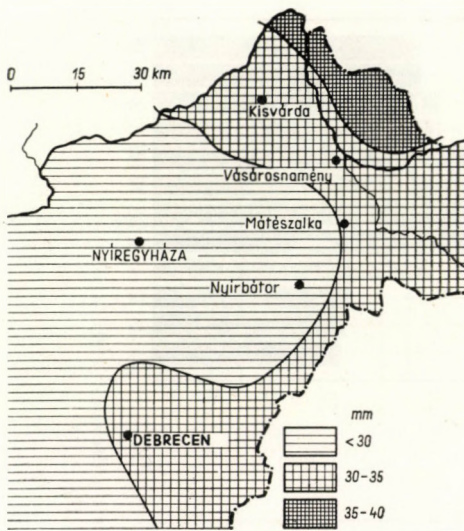 0 15 30 km
Kisvárda
Vásárosnamény
Mátészalka
NYÍREGYHÁZA
Nyírbátor
DEBRECEN
mm
< 30
30-35
35-40